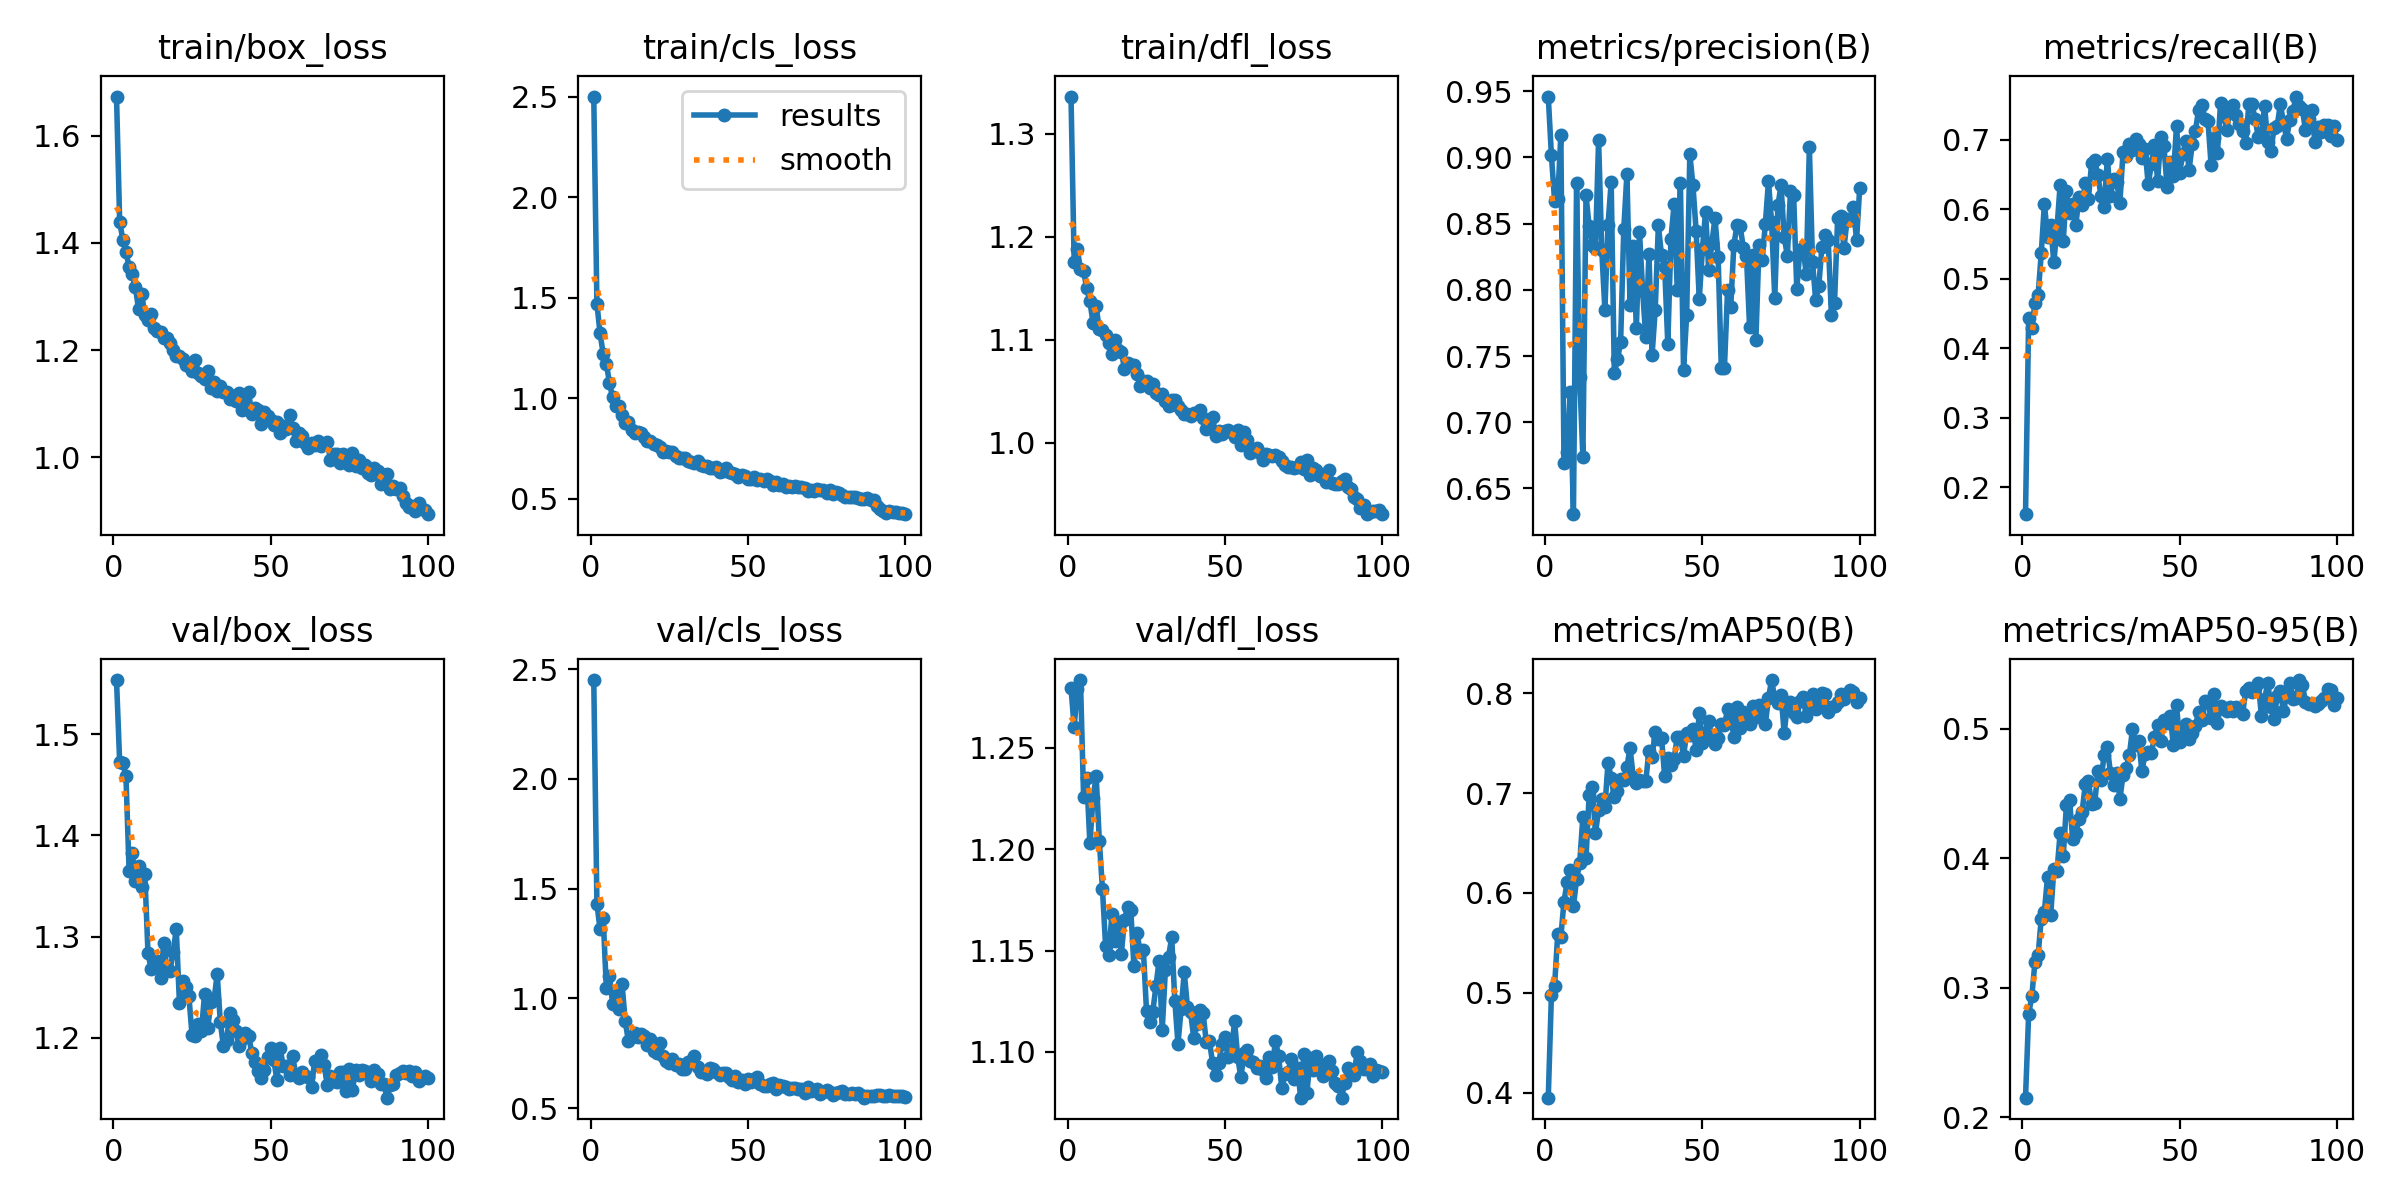 train/box_loss
train/cls_loss
train/dfl_loss
metrics/precision(B)
metrics/recall(B)
1.6
1.4
1.2
1.0
0 50 100
2.5
2.0
1.5
1.0
0.5
results
smooth
0 50 100
1.3
1.2
1.1
1.0
0 50 100
0.95
0.90
0.85
0.80
0.75
0.70
0.65
0 50 100
0.7
0.6
0.5
0.4
0.3
0.2
0 50 100
val/box_loss
val/cls_loss
val/dfl_loss
metrics/mAP50(B)
metrics/mAP50-95(B)
1.5
1.4
1.3
1.2
0 50 100
2.5
2.0
1.5
1.0
0.5
0 50 100
1.25
1.20
1.15
1.10
0 50 100
0.8
0.7
0.6
0.5
0.4
0 50 100
0.5
0.4
0.3
0.2
0 50 100